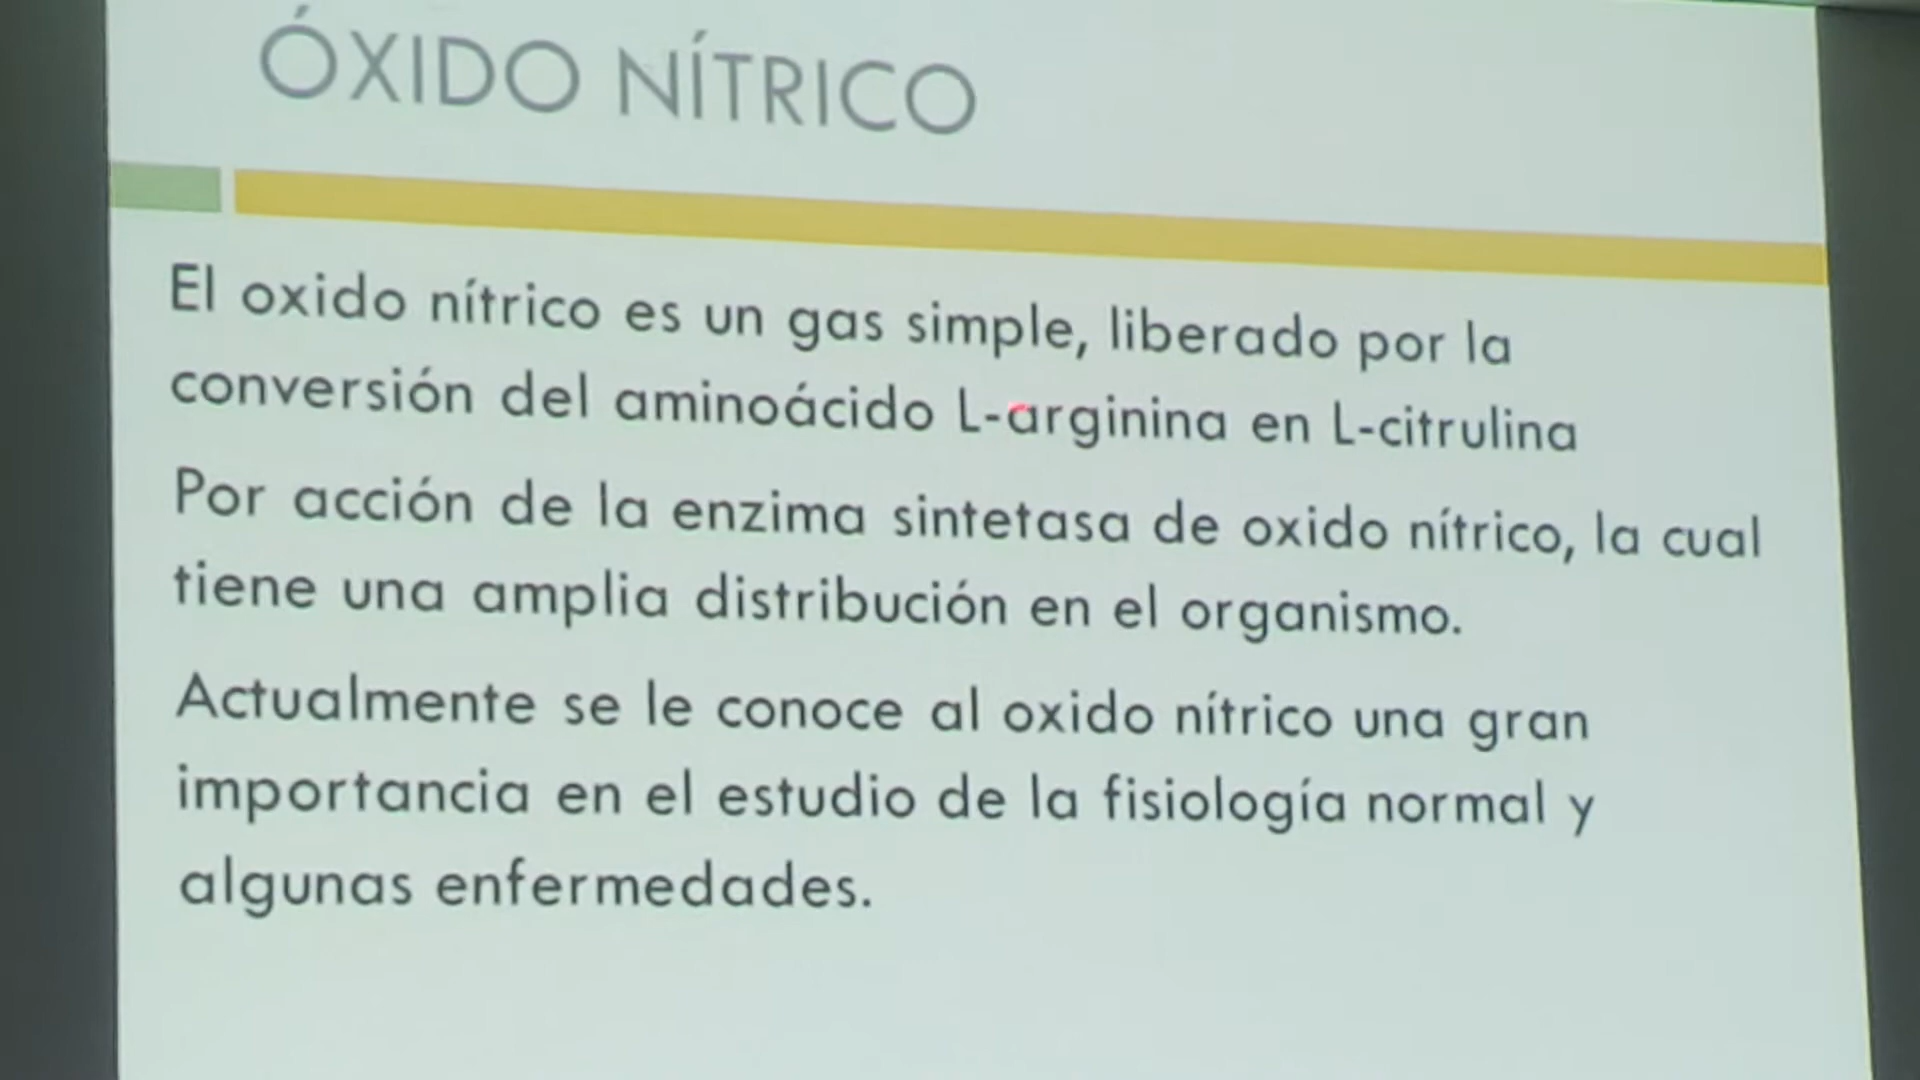 ÓXIDO NÍTRICO
El oxido nítrico es un gas simple, liberado por la
conversión del aminoácido L-arginina en L-citrulina
Por acción de la enzima sintetasa de oxido nítrico, la cual
tiene una amplia distribución en el organismo.
Actualmente se le conoce al oxido nítrico una gran
importancia en el estudio de la fisiología normal y
algunas enfermedades.